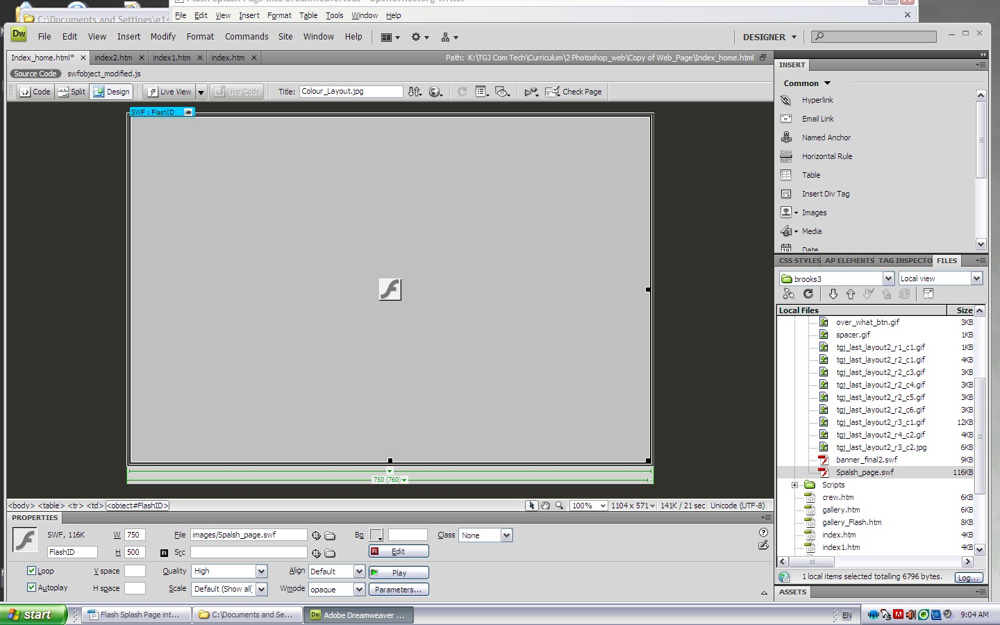 C:\Documents and Settings\e14
File Edit View Insert Format Table Tools Window Help
Dw File Edit View Insert Modify Format Commands Site Window Help DESIGNER
Index_home.html* index2.htm index1.htm index.htm Path: K:\TGJ Com Tech\Curriculum\2 Photoshop_web\Copy of Web_Page\Index_home.html
Source Code swfobject_modified.js
Code Split Design Live View Live Code Title: Colour_Layout.jpg Check Page
SWF : FlashID
750 (760)
<body> <table> <tr> <td> <object#FlashID> 100% 1104 x 571 141K / 21 sec Unicode (UTF-8)
PROPERTIES
SWF, 116K W 750 File images/Spalsh_page.swf Bg Class None
FlashID H 500 Src Edit
Loop V space Quality High Align Default Play
Autoplay H space Scale Default (Show all) Wmode opaque Parameters...
INSERT
Common
Hyperlink
Email Link
Named Anchor
Horizontal Rule
Table
Insert Div Tag
Images
Media
Date
CSS STYLES AP ELEMENTS TAG INSPECTO FILES
brooks3 Local view
Local Files Size
over_what_btn.gif 3KB
spacer.gif 1KB
tgj_last_layout2_r1_c1.gif 1KB
tgj_last_layout2_r2_c1.gif 4KB
tgj_last_layout2_r2_c3.gif 3KB
tgj_last_layout2_r2_c4.gif 3KB
tgj_last_layout2_r2_c5.gif 3KB
tgj_last_layout2_r2_c6.gif 3KB
tgj_last_layout2_r3_c1.gif 12KB
tgj_last_layout2_r4_c2.gif 4KB
tgj_last_layout2_r3_c2.jpg 6KB
banner_final2.swf 9KB
Spalsh_page.swf 116KB
Scripts
crew.htm 6KB
gallery.htm 6KB
gallery_Flash.htm 8KB
index.htm 4KB
index1.htm 4KB
1 local items selected totalling 6796 bytes. Log...
ASSETS
start Flash Splash Page int... C:\Documents and Se... Dw Adobe Dreamweaver ... EN 9:04 AM